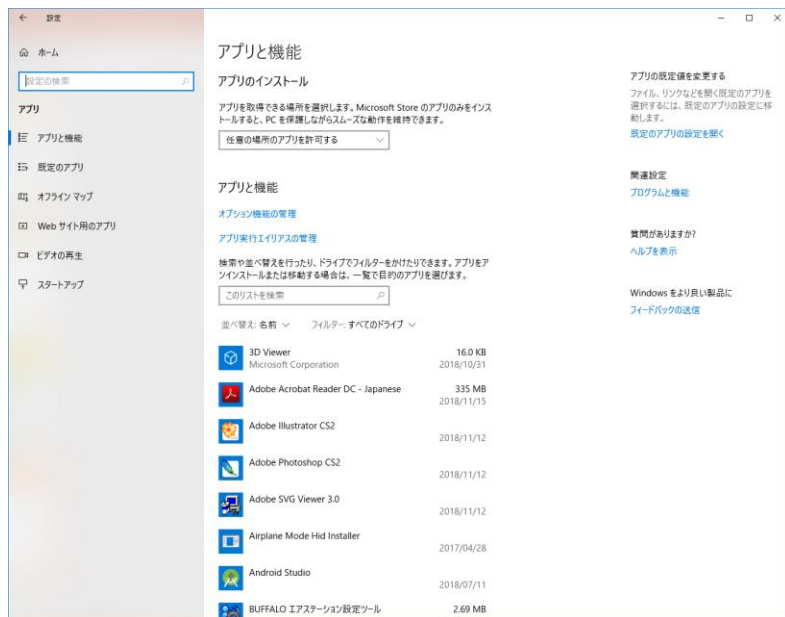 設定
ホーム
設定の検索
アプリ
アプリと機能
既定のアプリ
オフライン マップ
Web サイト用のアプリ
ビデオの再生
スタートアップ
アプリと機能
アプリのインストール
アプリを取得できる場所を選択します。Microsoft Store のアプリのみをインス
トールすると、PC を保護しながらスムーズな動作を維持できます。
任意の場所のアプリを許可する
アプリと機能
オプション機能の管理
アプリ実行エイリアスの管理
検索や並べ替えを行ったり、ドライブでフィルターをかけたりできます。アプリをア
ンインストールまたは移動する場合は、一覧で目的のアプリを選びます。
このリストを検索
並べ替え: 名前 フィルター: すべてのドライブ
3D Viewer 16.0 KB
Microsoft Corporation 2018/10/31
Adobe Acrobat Reader DC - Japanese 335 MB
2018/11/15
Adobe Illustrator CS2
2018/11/12
Adobe Photoshop CS2
2018/11/12
Adobe SVG Viewer 3.0
2018/11/12
Airplane Mode Hid Installer
2017/04/28
Android Studio
2018/07/11
BUFFALO エアステーション設定ツール 2.69 MB
アプリの既定値を変更する
ファイル、リンクなどを開く既定のアプリを
選択するには、既定のアプリの設定に移
動します。
既定のアプリの設定を開く
関連設定
プログラムと機能
質問がありますか?
ヘルプを表示
Windows をより良い製品に
フィードバックの送信